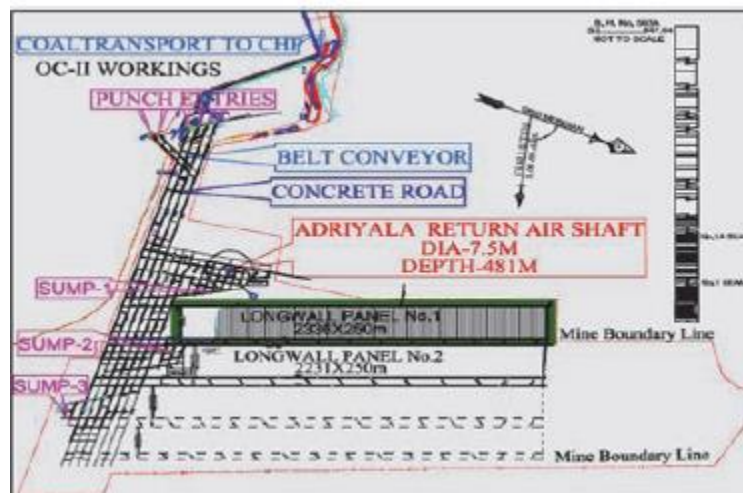 COALTRANSPORT TO CHP
OC-II WORKINGS
PUNCH ENTRIES
BELT CONVEYOR
CONCRETE ROAD
ADRIYALA RETURN AIR SHAFT
DIA-7.5M
DEPTH-481M
SUMP-1
LONGWALL PANEL No.1
Mine Boundary Line
SUMP-2
LONGWALL PANEL No.2
2231X250m
SUMP-3
Mine Boundary Line
NOT TO SCALE